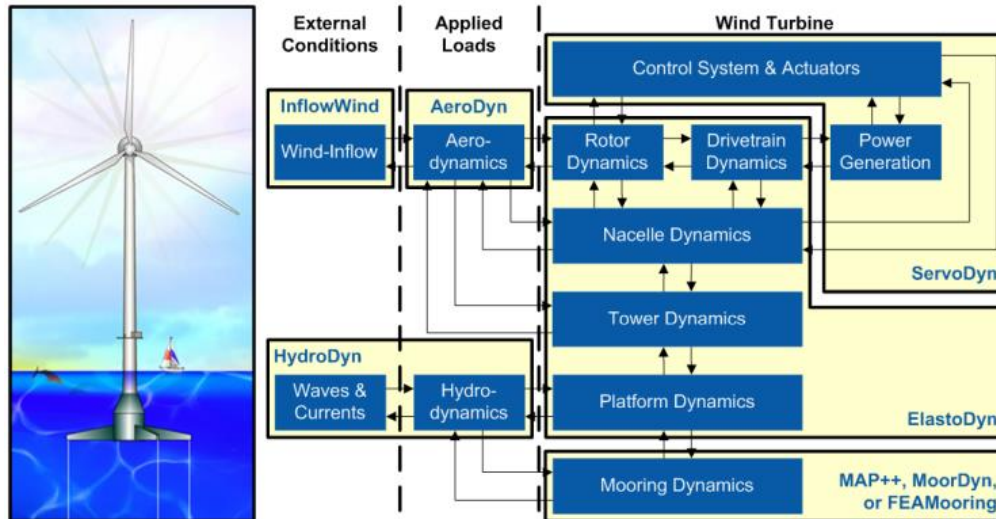 External
Conditions
Applied
Loads
Wind Turbine
Control System & Actuators
InflowWind
AeroDyn
Wind-Inflow
Aero-
dynamics
Rotor
Dynamics
Drivetrain
Dynamics
Power
Generation
Nacelle Dynamics
ServoDyn
Tower Dynamics
HydroDyn
Waves &
Currents
Hydro-
dynamics
Platform Dynamics
ElastoDyn
Mooring Dynamics
MAP++, MoorDyn,
or FEAMooring